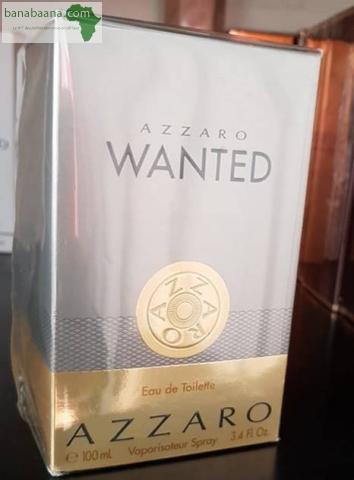 banabaana.com
AZZARO
WANTED
AZZARO
Eau de Toilette
AZZARO
e 100 mL Vaporisateur Spray 3.4 Fl. Oz.